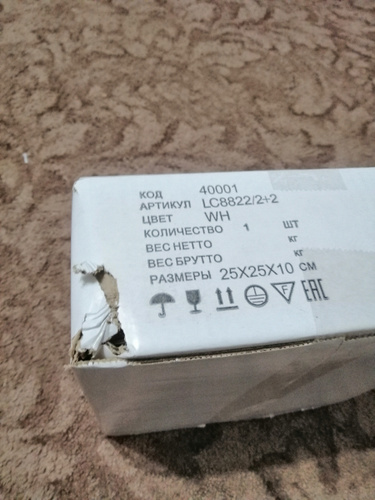 КОД 40001
АРТИКУЛ LC8822/2+2
ЦВЕТ WH
КОЛИЧЕСТВО 1 ШТ
ВЕС НЕТТО кг
ВЕС БРУТТО кг
РАЗМЕРЫ 25X25X10 СМ
F EAC